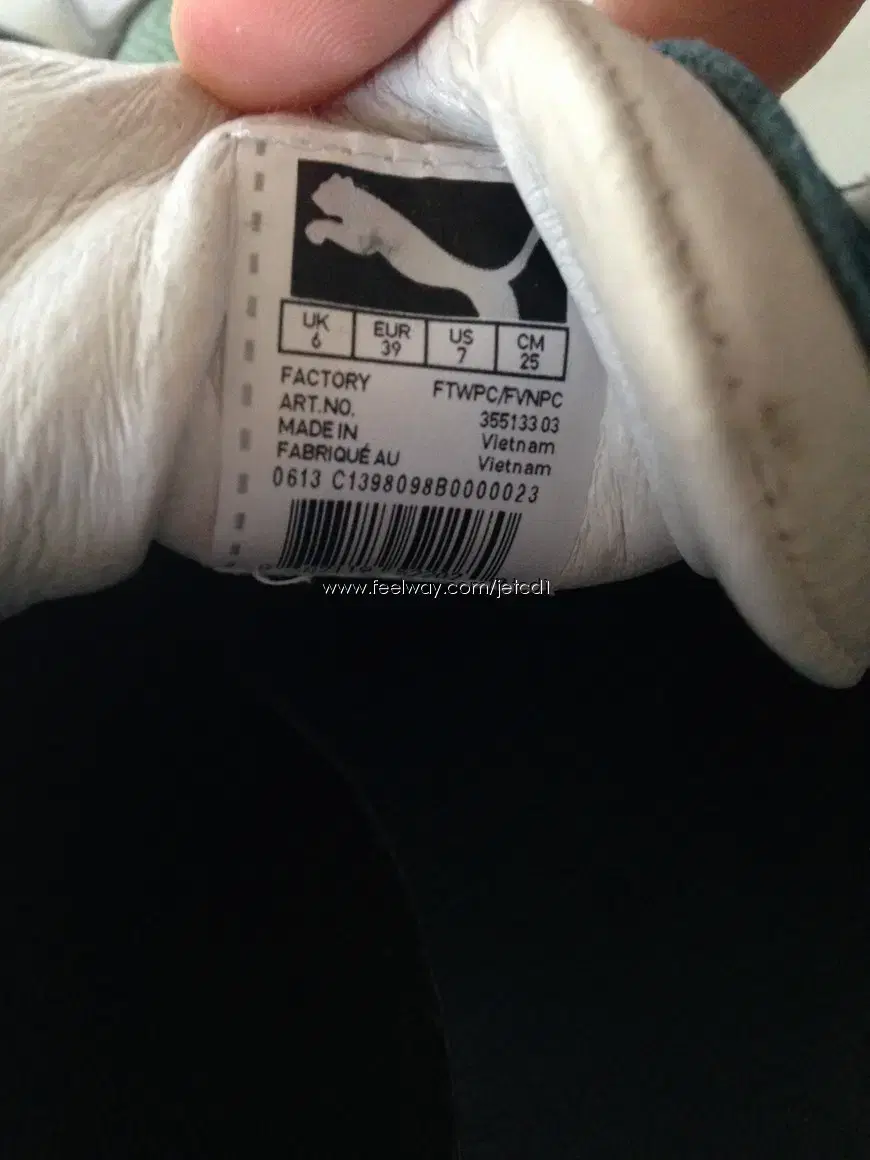 UK EUR US CM
6 39 7 25
FACTORY FTWPC/FVNPC
ART.NO. 355133 03
MADE IN Vietnam
FABRIQUÉ AU Vietnam
0613 C1398098B0000023
www.feelway.com/jetcd1